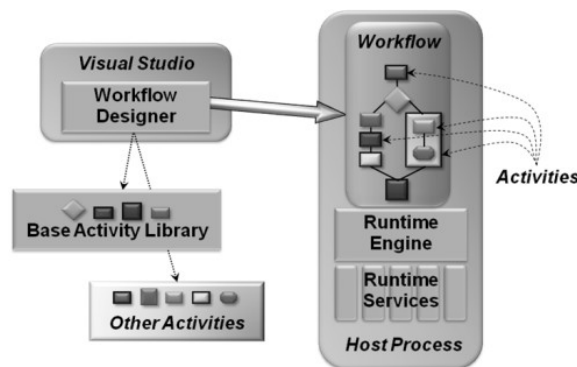 Visual Studio
Workflow
Designer
Base Activity Library
Other Activities
Workflow
Activities
Runtime
Engine
Runtime
Services
Host Process